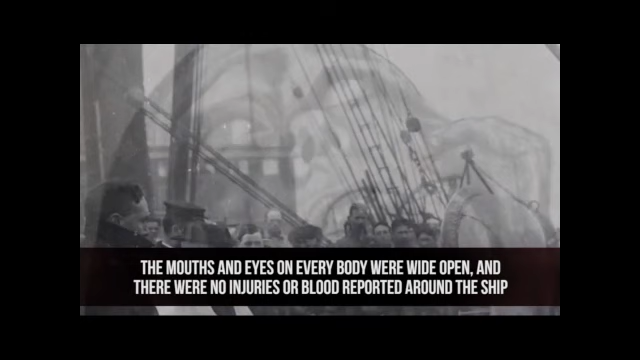 THE MOUTHS AND EYES ON EVERY BODY WERE WIDE OPEN, AND
THERE WERE NO INJURIES OR BLOOD REPORTED AROUND THE SHIP